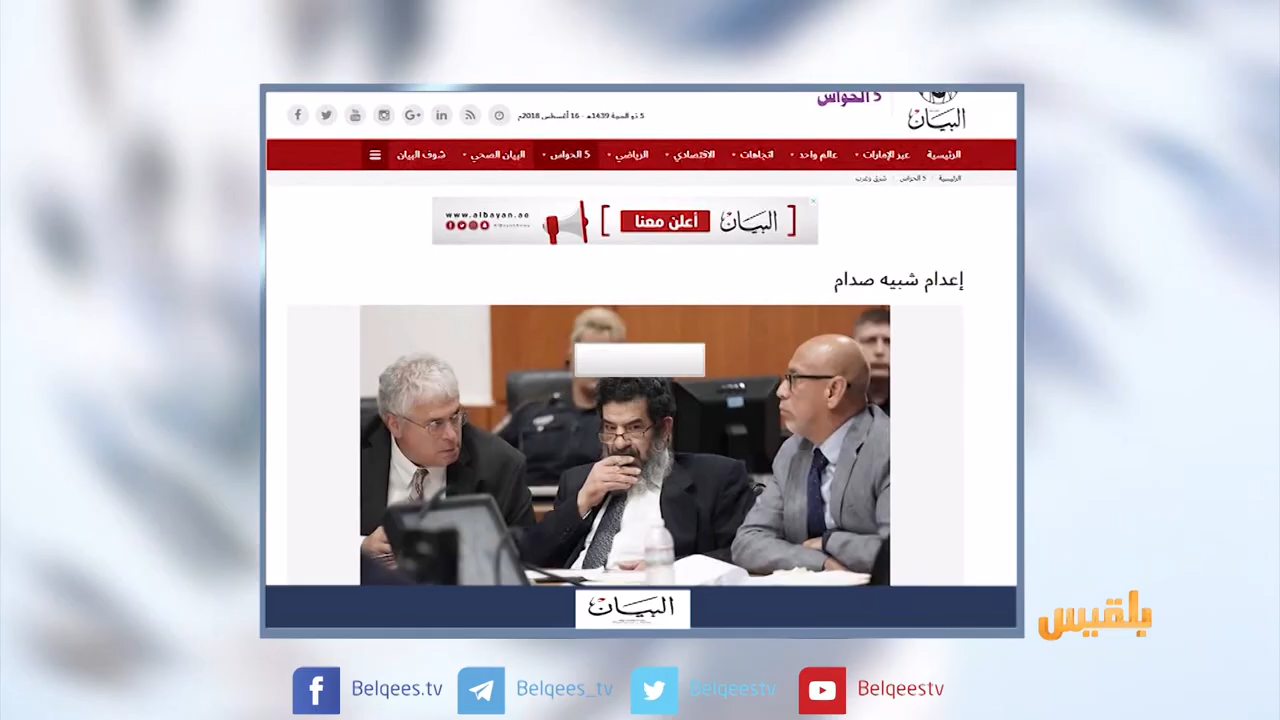 5 الحواس
البيان
5 ذو الحجة 1439هـ - 16 أغسطس 2018م
الرئيسية عبر الإمارات عالم واحد اتجاهات الاقتصادي الرياضي 5 الحواس البيان الصحي شوف البيان
الرئيسية / 5 الحواس / شرق وغرب
www.albayan.ae
AlBayanNews
أعلن معنا
البيان
إعدام شبيه صدام
البيان
بلقيس
Belqees.tv
Belqees_tv
Belqeestv
Belqeestv